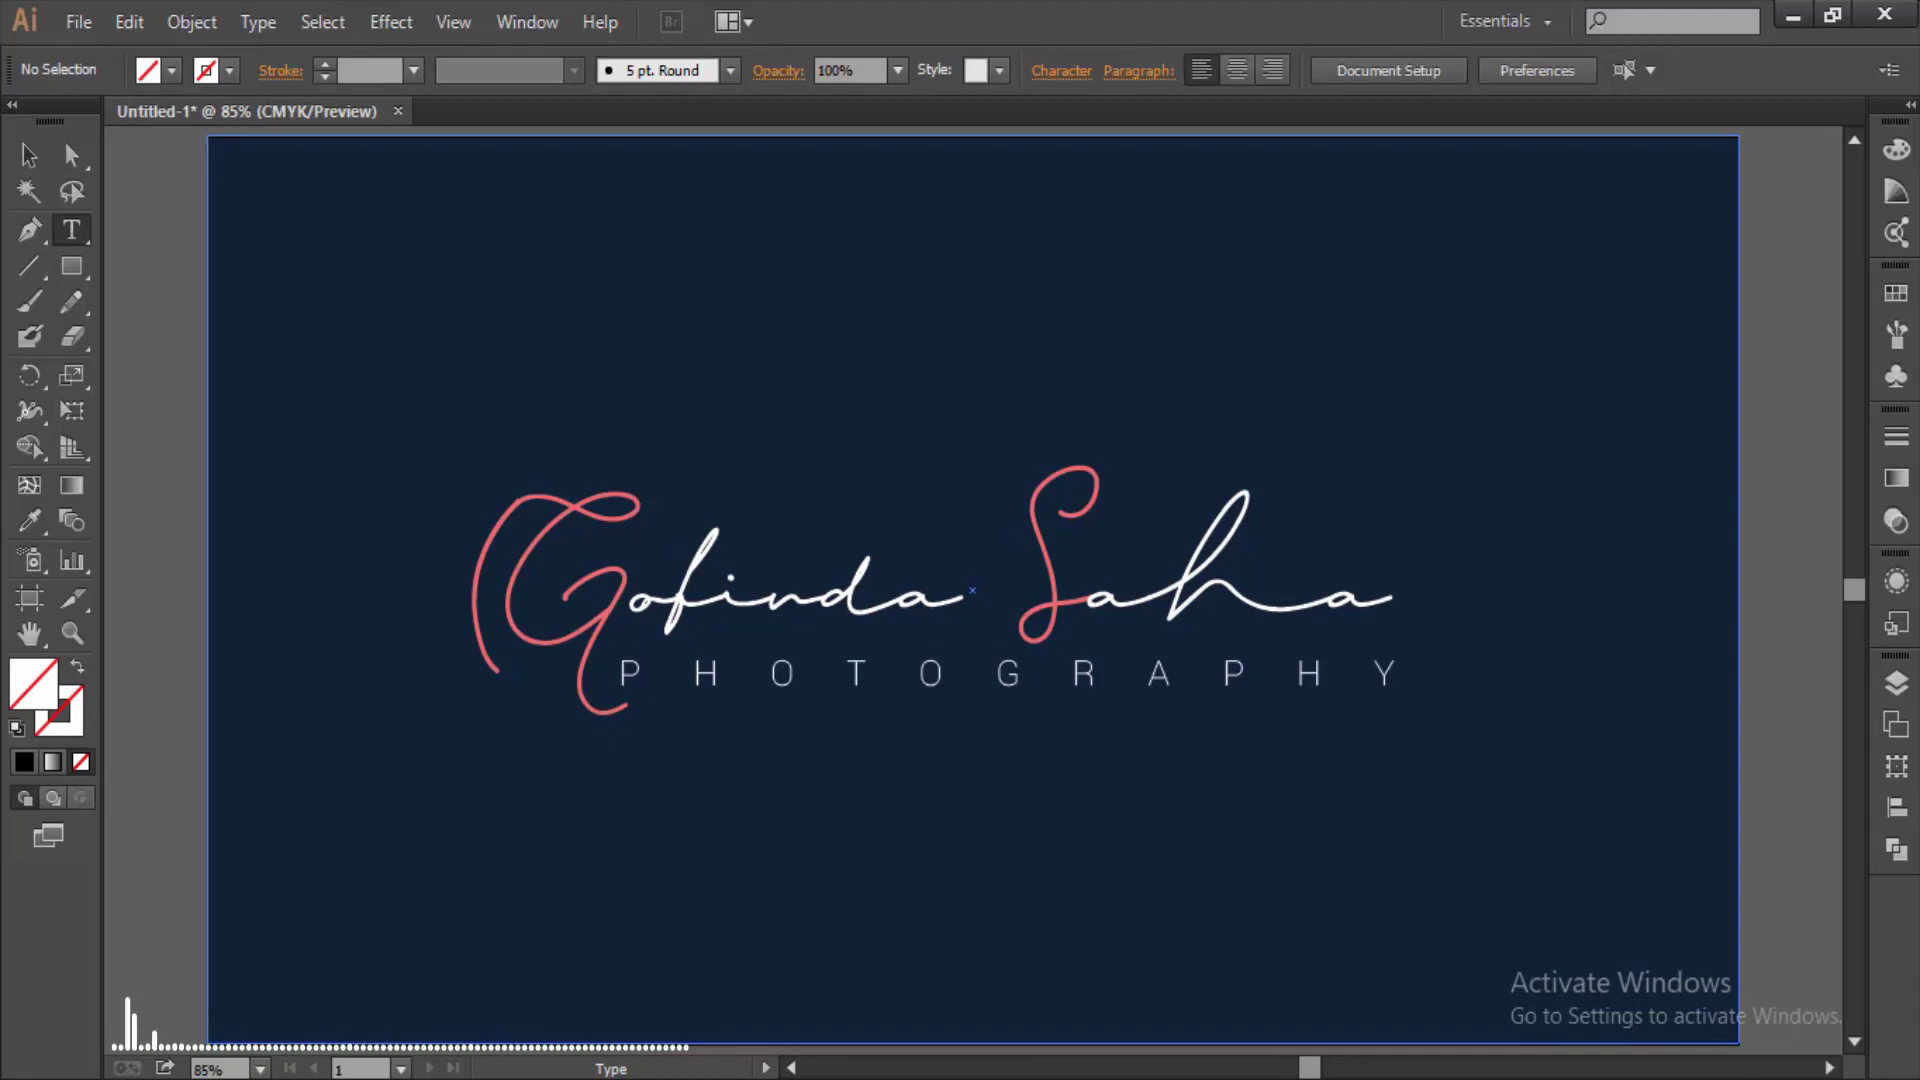 Ai File Edit Object Type Select Effect View Window Help Br Essentials
No Selection Stroke: 5 pt. Round Opacity: 100% Style: Character Paragraph: Document Setup Preferences
Untitled-1* @ 85% (CMYK/Preview) ×
T
Gofinda Saha
PHOTOGRAPHY
Activate Windows
Go to Settings to activate Windows.
85% 1 Type